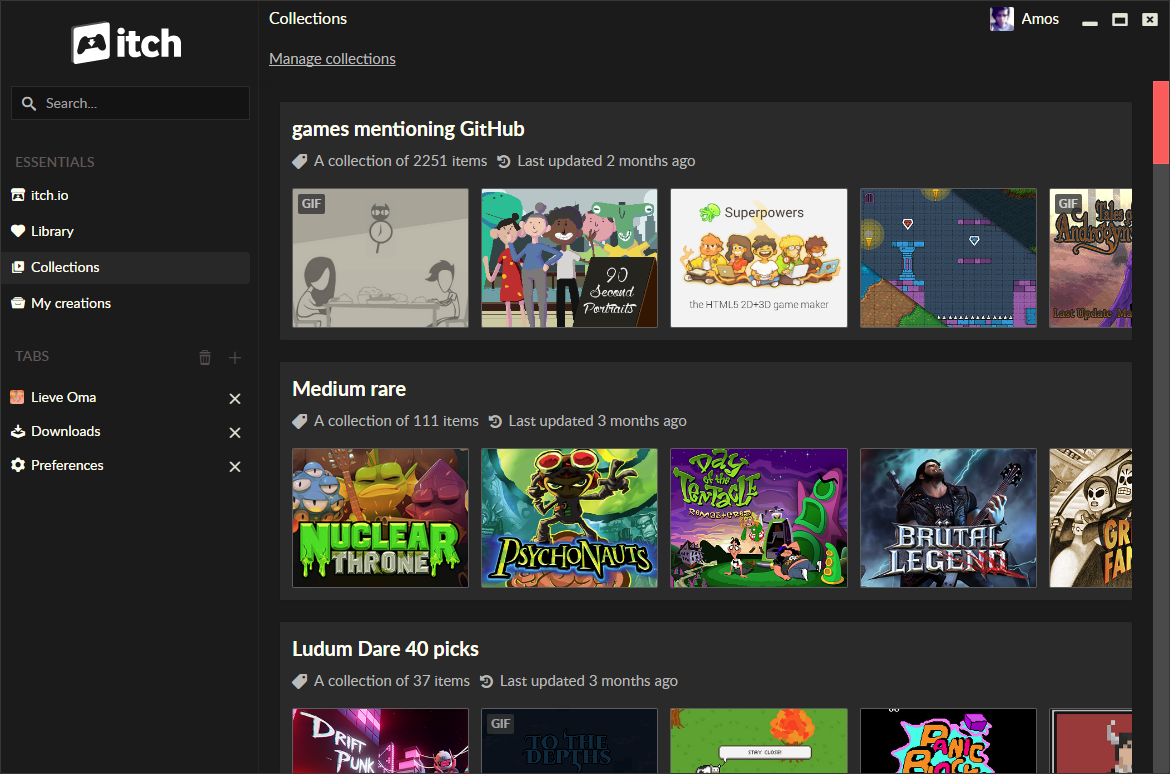 itch
Search...
ESSENTIALS
itch.io
Library
Collections
My creations
TABS
Lieve Oma
Downloads
Preferences
Collections
Amos
Manage collections
games mentioning GitHub
A collection of 2251 items
Last updated 2 months ago
GIF
90
Second
Portraits
Superpowers
the HTML5 2D+3D game maker
GIF
Last Update:
Medium rare
A collection of 111 items
Last updated 3 months ago
NUCLEAR
THRONE
PSYCHONAUTS
DAY
of the
TENTACLE
REMASTERED
BRUTAL
LEGEND
Ludum Dare 40 picks
A collection of 37 items
Last updated 3 months ago
DRIFT
PUNK
GIF
TO THE
DEPTHS
STAY CLOSE!
PANIC